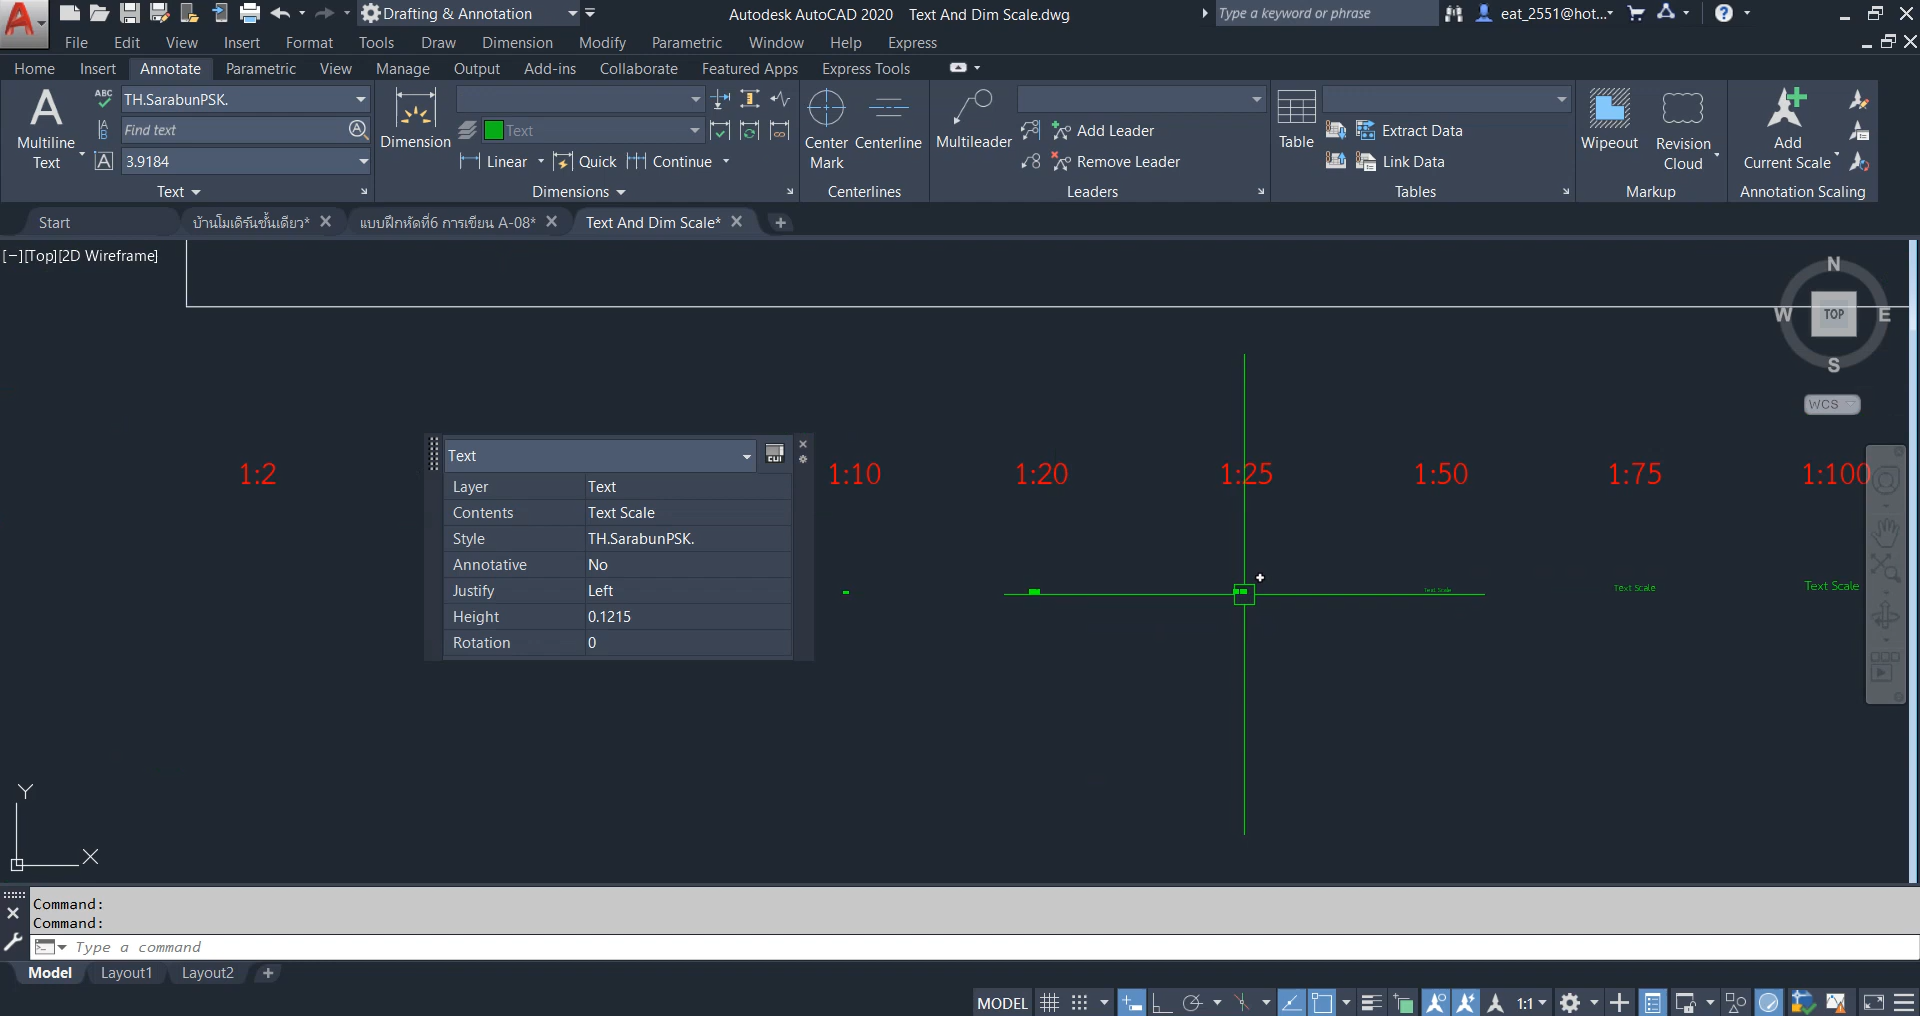 Drafting & Annotation
Autodesk AutoCAD 2020 Text And Dim Scale.dwg
Type a keyword or phrase
eat_2551@hot...
File Edit View Insert Format Tools Draw Dimension Modify Parametric Window Help Express
Home Insert Annotate Parametric View Manage Output Add-ins Collaborate Featured Apps Express Tools
A
Multiline
Text
ABC
TH.SarabunPSK.
Find text
3.9184
Text
Dimension
Text
Linear
Quick
Continue
Dimensions
Center
Mark
Centerline
Centerlines
Multileader
Add Leader
Remove Leader
Leaders
Table
Extract Data
Link Data
Tables
Wipeout
Revision
Cloud
Markup
Add
Current Scale
Annotation Scaling
Start
บ้านโมเดิร์นชั้นเดียว*
แบบฝึกหัดที่6 การเขียน A-08*
Text And Dim Scale*
[−][Top][2D Wireframe]
N
W TOP E
S
WCS
1:2 1:10 1:20 1:25 1:50 1:75 1:100
Text
CUI
Layer Text
Contents Text Scale
Style TH.SarabunPSK.
Annotative No
Justify Left
Height 0.1215
Rotation 0
Text Scale
Text Scale
Text Scale
Y
X
Command:
Command:
Type a command
Model Layout1 Layout2
MODEL
1:1